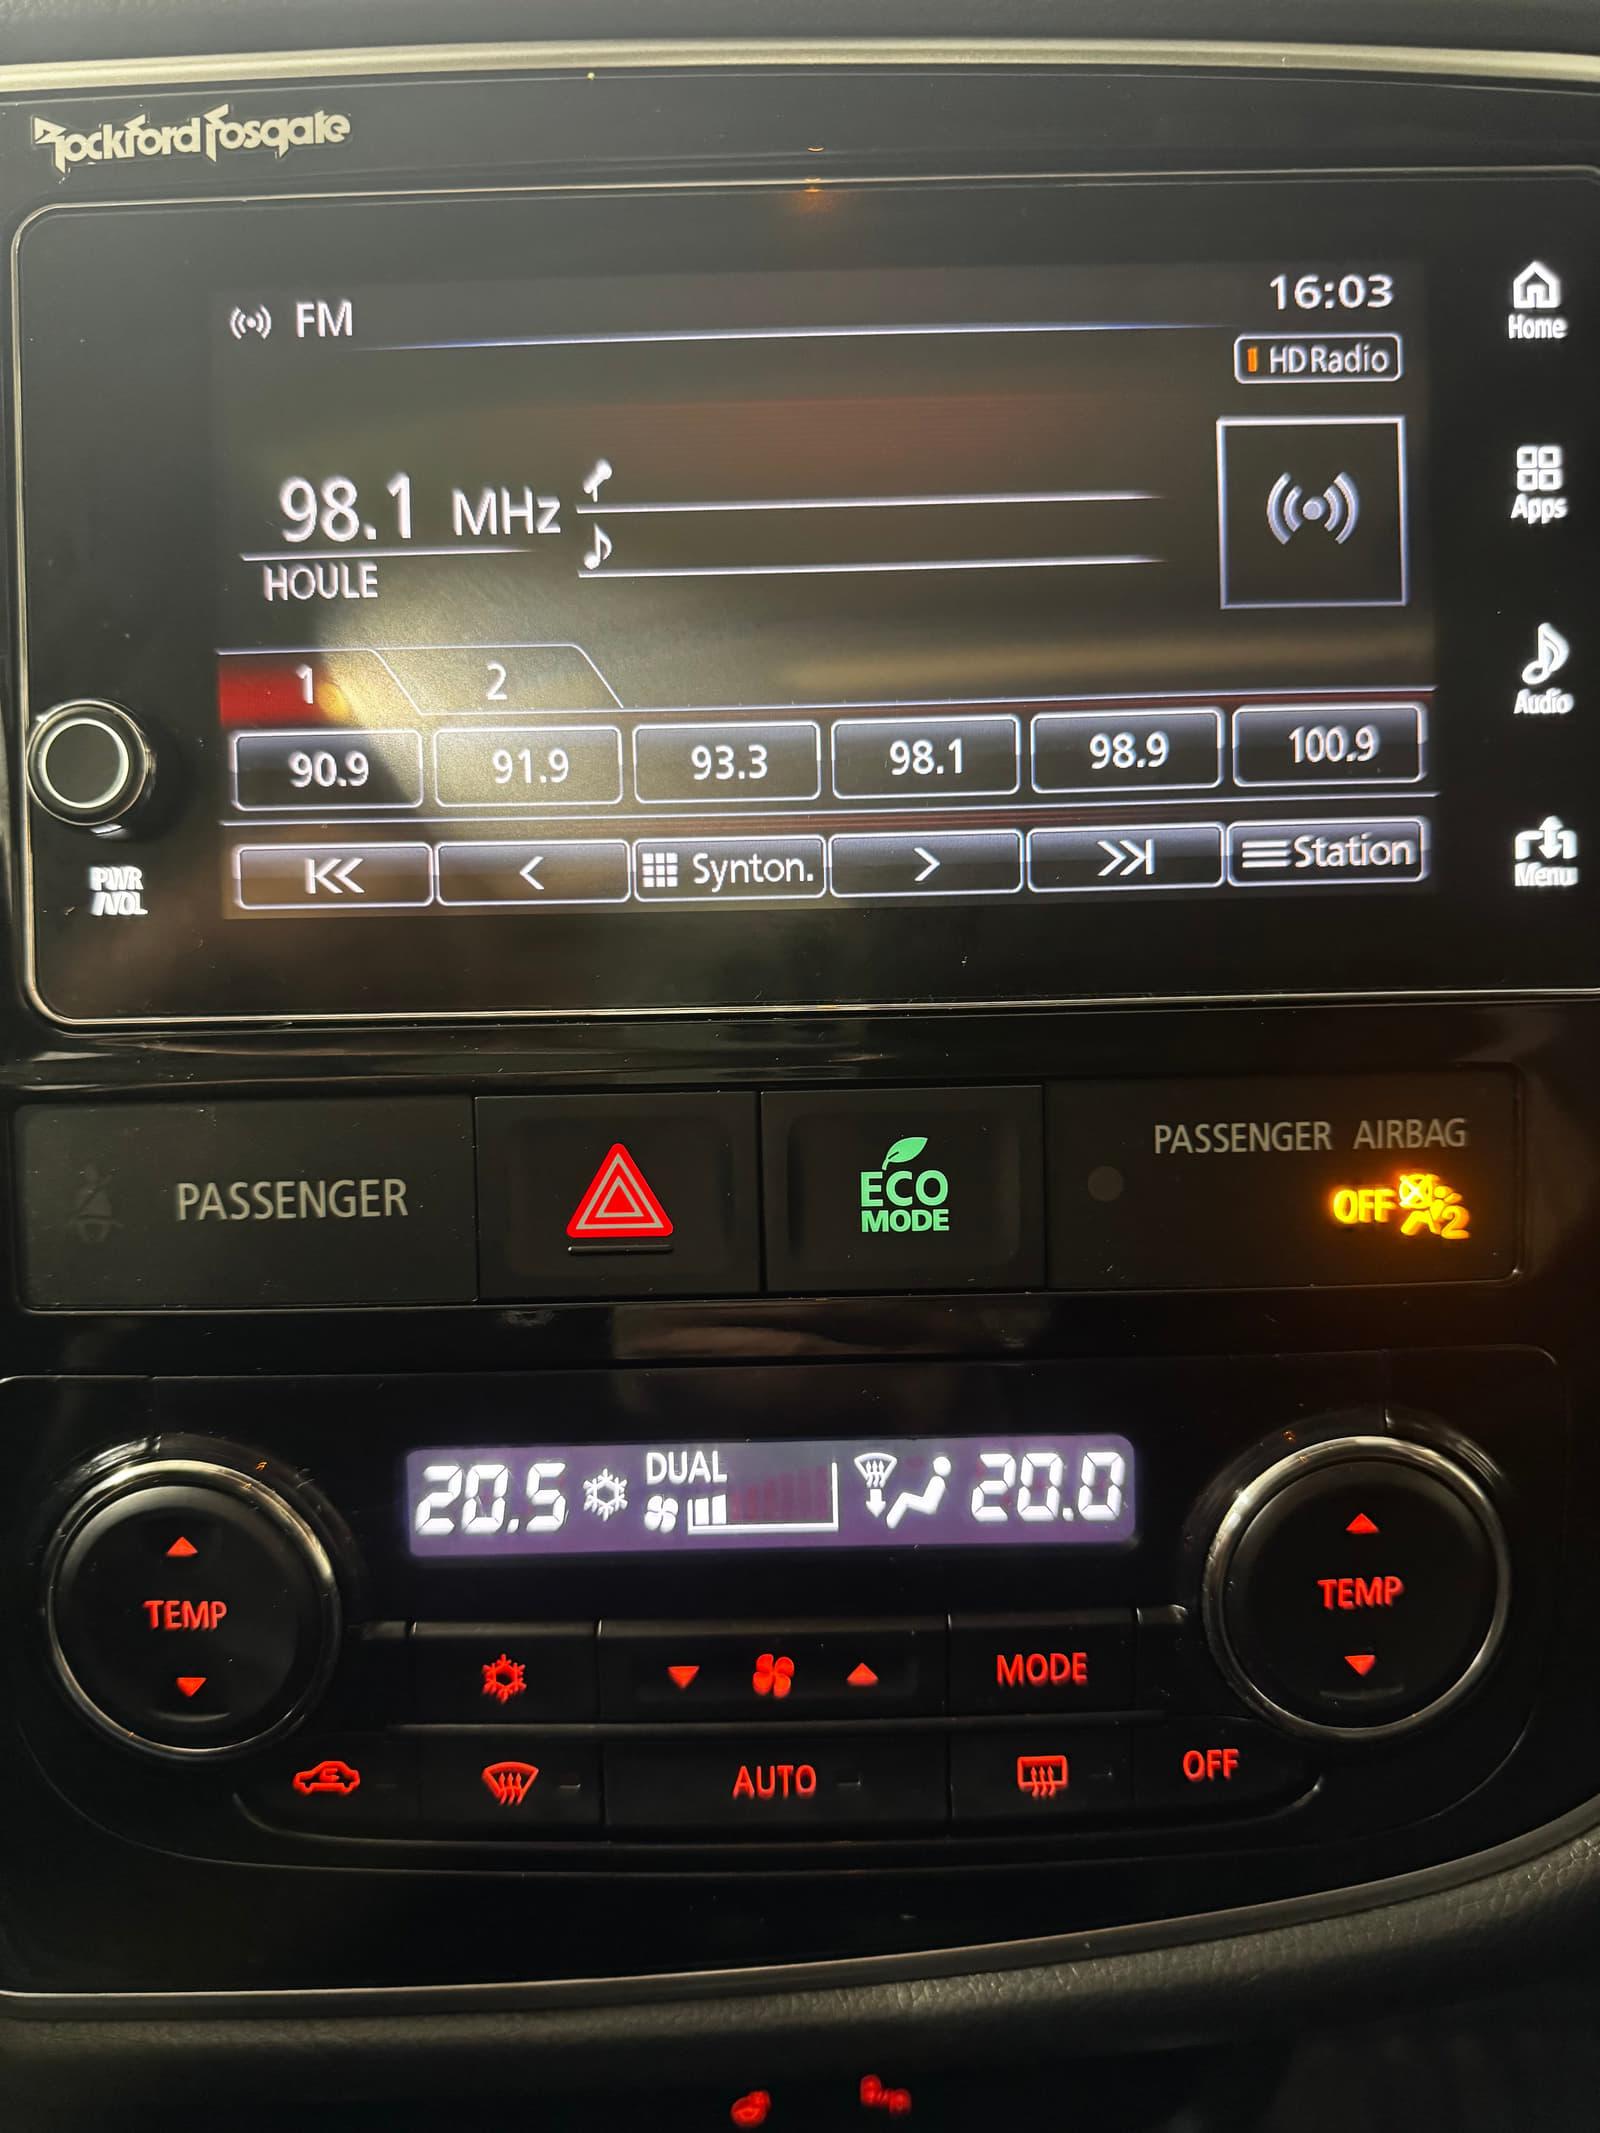 Rockford Fosgate
FM
16:03
HD Radio
Home
98.1 MHz
HOULE
Apps
1
2
Audio
90.9
91.9
93.3
98.1
98.9
100.9
Synton.
Station
PWR
/VOL
Menu
PASSENGER
ECO
MODE
PASSENGER AIRBAG
OFF 2
20.5
DUAL
20.0
TEMP
TEMP
MODE
AUTO
OFF